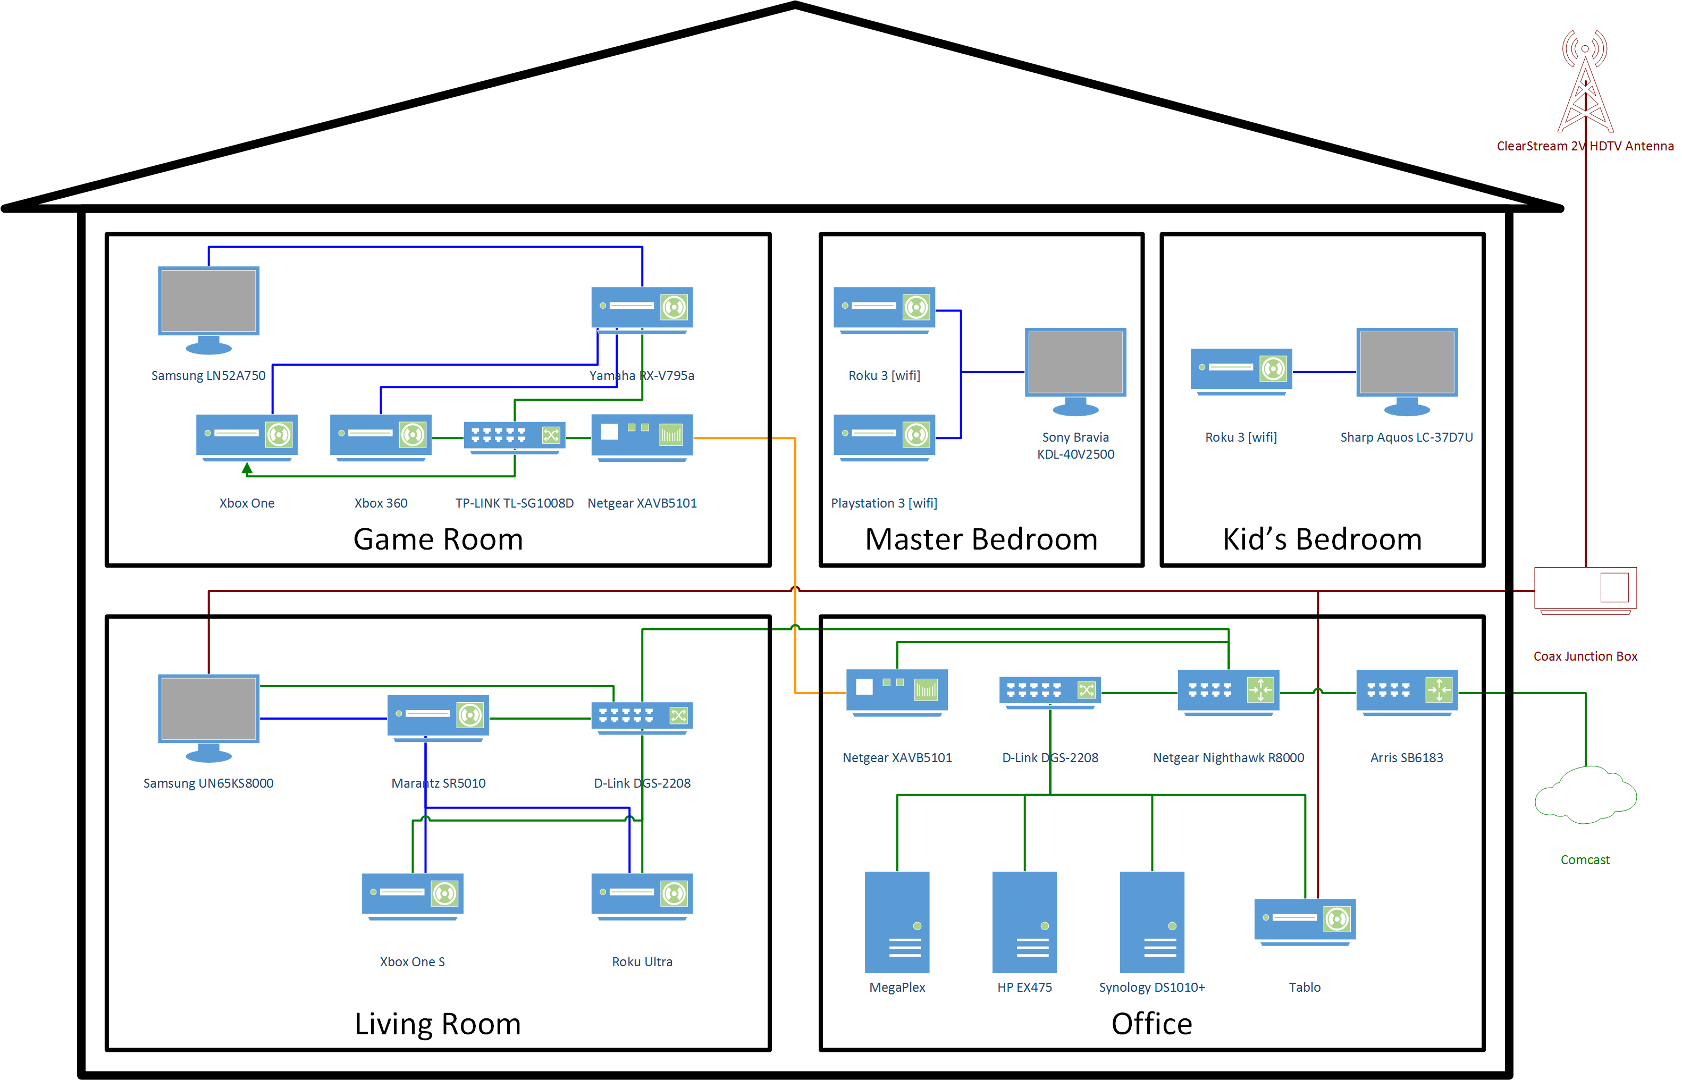 ClearStream 2V HDTV Antenna
Samsung LN52A750
Yamaha RX-V795a
Xbox One
Xbox 360
TP-LINK TL-SG1008D
Netgear XAVB5101
Game Room
Roku 3 [wifi]
Sony Bravia
KDL-40V2500
Playstation 3 [wifi]
Master Bedroom
Roku 3 [wifi]
Sharp Aquos LC-37D7U
Kid's Bedroom
Coax Junction Box
Samsung UN65KS8000
Marantz SR5010
D-Link DGS-2208
Xbox One S
Roku Ultra
Living Room
Netgear XAVB5101
D-Link DGS-2208
Netgear Nighthawk R8000
Arris SB6183
Comcast
MegaPlex
HP EX475
Synology DS1010+
Tablo
Office